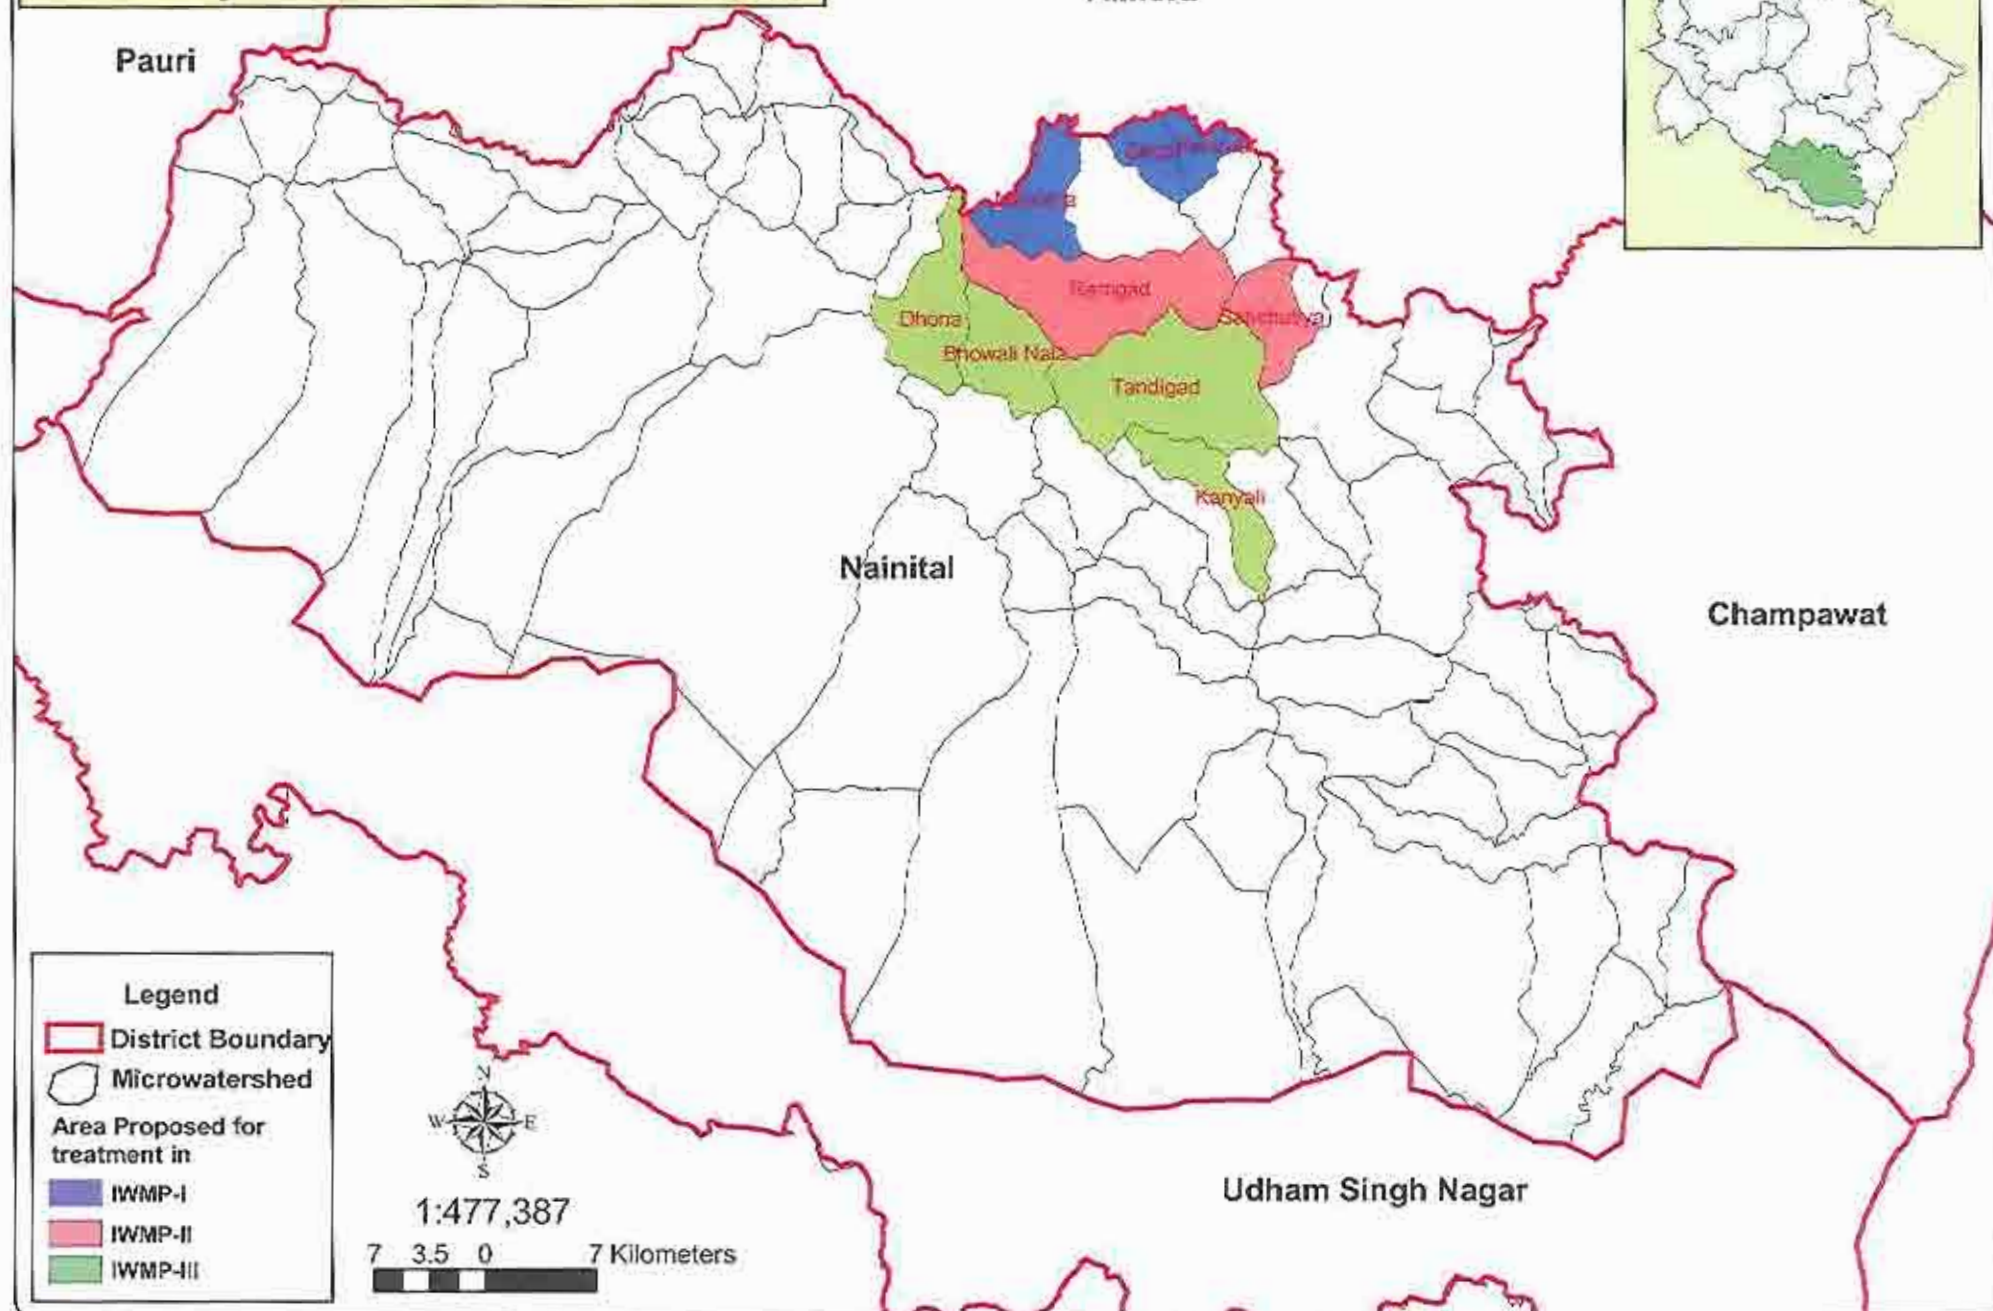 Pauri
Ramgad
Dhona
Bhowali Nala
Tandigad
Kanyali
Nainital
Champawat
Legend
District Boundary
Microwatershed
Area Proposed for
treatment in
IWMP-I
IWMP-II
IWMP-III
N
W E
S
1:477,387
7 3.5 0 7 Kilometers
Udham Singh Nagar